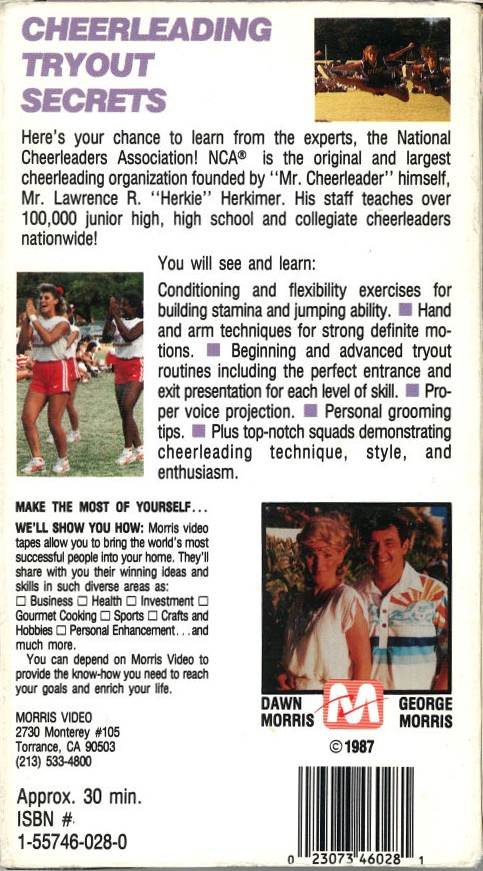 CHEERLEADING
TRYOUT
SECRETS
Here's your chance to learn from the experts, the National
Cheerleaders Association! NCA® is the original and largest
cheerleading organization founded by ''Mr. Cheerleader'' himself,
Mr. Lawrence R. ''Herkie'' Herkimer. His staff teaches over
100,000 junior high, high school and collegiate cheerleaders
nationwide!
You will see and learn:
Conditioning and flexibility exercises for
building stamina and jumping ability. ■ Hand
and arm techniques for strong definite mo-
tions. ■ Beginning and advanced tryout
routines including the perfect entrance and
exit presentation for each level of skill. ■ Pro-
per voice projection. ■ Personal grooming
tips. ■ Plus top-notch squads demonstrating
cheerleading technique, style, and
enthusiasm.
MAKE THE MOST OF YOURSELF...
WE'LL SHOW YOU HOW: Morris video
tapes allow you to bring the world's most
successful people into your home. They'll
share with you their winning ideas and
skills in such diverse areas as:
□ Business □ Health □ Investment □
Gourmet Cooking □ Sports □ Crafts and
Hobbies □ Personal Enhancement...and
much more.
You can depend on Morris Video to
provide the know-how you need to reach
your goals and enrich your life.
MORRIS VIDEO
2730 Monterey #105
Torrance, CA 90503
(213) 533-4800
Approx. 30 min.
ISBN #
1-55746-028-0
DAWN
MORRIS
M
GEORGE
MORRIS
©1987
0 23073 46028 1